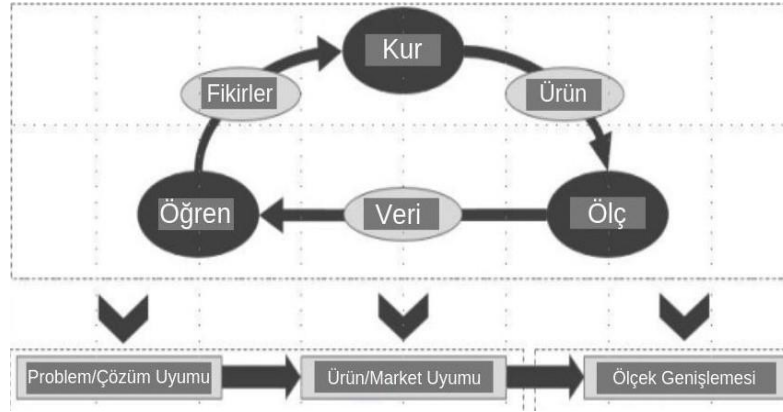 Kur
Fikirler
Ürün
Öğren
Veri
Ölç
Problem/Çözüm Uyumu
Ürün/Market Uyumu
Ölçek Genişlemesi